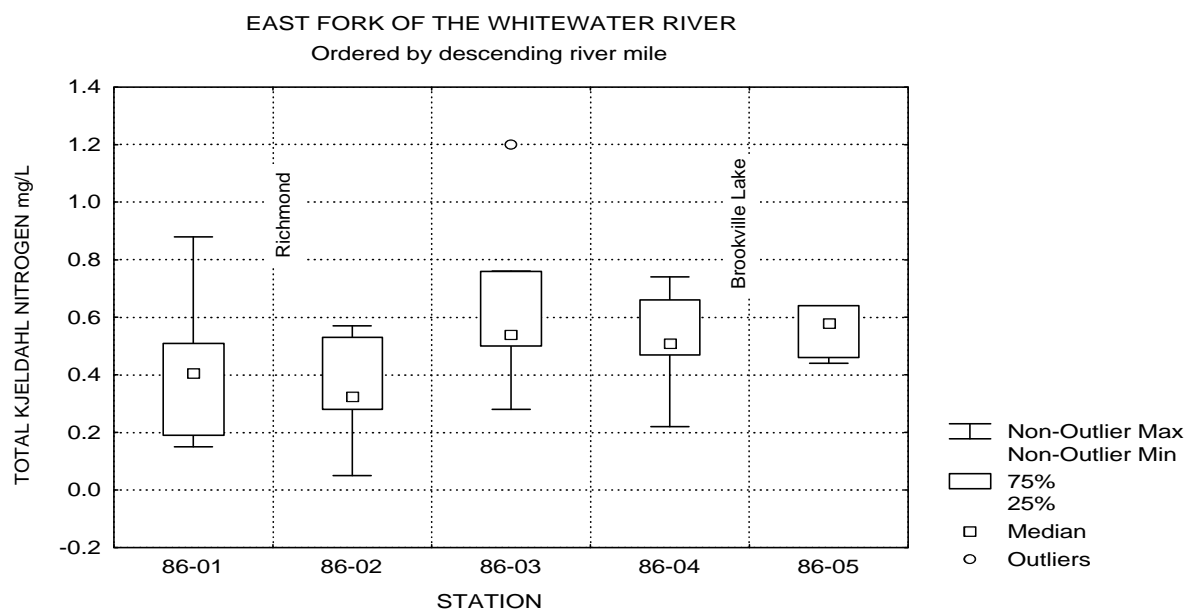 EAST FORK OF THE WHITEWATER RIVER
Ordered by descending river mile
TOTAL KJELDAHL NITROGEN mg/L
1.4
1.2
1.0
0.8
0.6
0.4
0.2
0.0
-0.2
Richmond
Brookville Lake
86-01 86-02 86-03 86-04 86-05
STATION
Non-Outlier Max
Non-Outlier Min
75%
25%
Median
Outliers